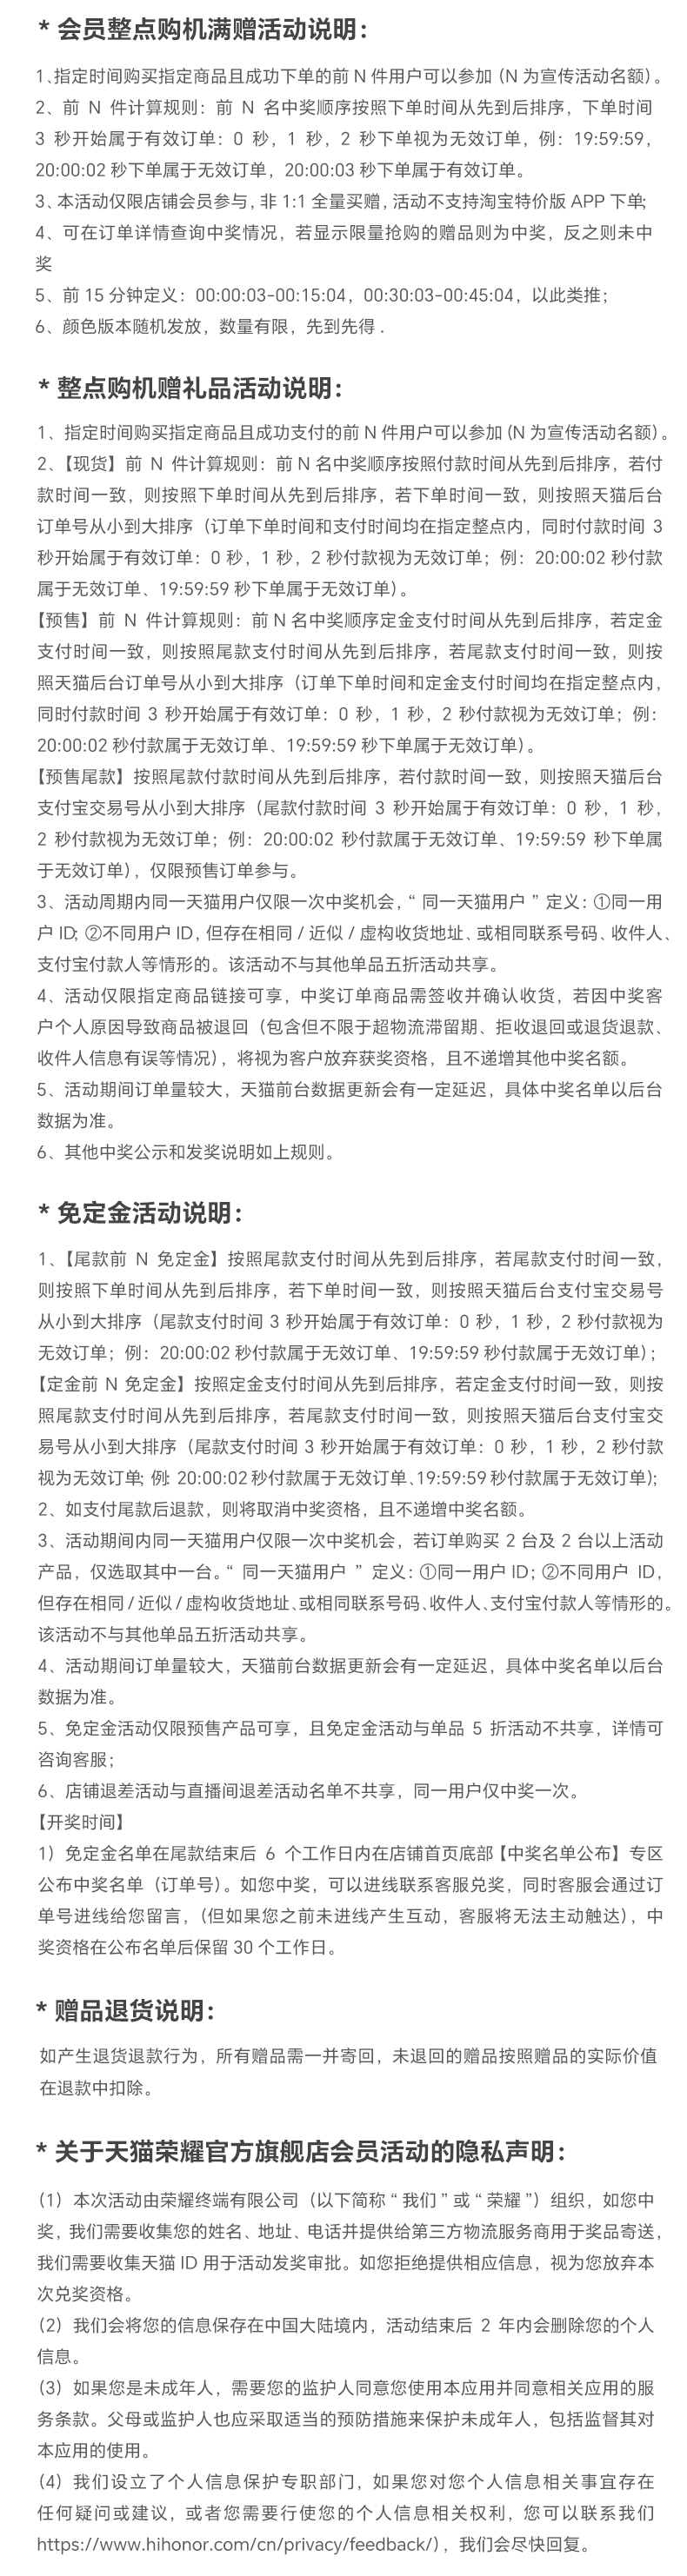 * 会员整点购机满赠活动说明：
1、指定时间购买指定商品且成功下单的前 N 件用户可以参加（N 为宣传活动名额）。
2、前 N 件计算规则：前 N 名中奖顺序按照下单时间从先到后排序，下单时间
3 秒开始属于有效订单：0 秒，1 秒，2 秒下单视为无效订单，例：19:59:59，
20:00:02 秒下单属于无效订单，20:00:03 秒下单属于有效订单。
3、本活动仅限店铺会员参与，非 1:1 全量买赠，活动不支持淘宝特价版 APP 下单；
4、可在订单详情查询中奖情况，若显示限量抢购的赠品则为中奖，反之则未中
奖
5、前 15 分钟定义：00:00:03-00:15:04，00:30:03-00:45:04，以此类推；
6、颜色版本随机发放，数量有限，先到先得 .
* 整点购机赠礼品活动说明：
1、指定时间购买指定商品且成功支付的前 N 件用户可以参加（N 为宣传活动名额）。
2、【现货】前 N 件计算规则：前 N 名中奖顺序按照付款时间从先到后排序，若付
款时间一致，则按照下单时间从先到后排序，若下单时间一致，则按照天猫后台
订单号从小到大排序（订单下单时间和支付时间均在指定整点内，同时付款时间 3
秒开始属于有效订单：0 秒，1 秒，2 秒付款视为无效订单；例：20:00:02 秒付款
属于无效订单、19:59:59 秒下单属于无效订单）。
【预售】前 N 件计算规则：前 N 名中奖顺序定金支付时间从先到后排序，若定金
支付时间一致，则按照尾款支付时间从先到后排序，若尾款支付时间一致，则按
照天猫后台订单号从小到大排序（订单下单时间和定金支付时间均在指定整点内，
同时付款时间 3 秒开始属于有效订单：0 秒，1 秒，2 秒付款视为无效订单；例：
20:00:02 秒付款属于无效订单、19:59:59 秒下单属于无效订单）。
【预售尾款】按照尾款付款时间从先到后排序，若付款时间一致，则按照天猫后台
支付宝交易号从小到大排序（尾款付款时间 3 秒开始属于有效订单：0 秒，1 秒，
2 秒付款视为无效订单；例：20:00:02 秒付款属于无效订单、19:59:59 秒下单属
于无效订单），仅限预售订单参与。
3、活动周期内同一天猫用户仅限一次中奖机会，“ 同一天猫用户 ” 定义：①同一用
户 ID；②不同用户 ID，但存在相同 / 近似 / 虚构收货地址、或相同联系号码、收件人、
支付宝付款人等情形的。该活动不与其他单品五折活动共享。
4、活动仅限指定商品链接可享，中奖订单商品需签收并确认收货，若因中奖客
户个人原因导致商品被退回（包含但不限于超物流滞留期、拒收退回或退货退款、
收件人信息有误等情况），将视为客户放弃获奖资格，且不递增其他中奖名额。
5、活动期间订单量较大，天猫前台数据更新会有一定延迟，具体中奖名单以后台
数据为准。
6、其他中奖公示和发奖说明如上规则。
* 免定金活动说明：
1、【尾款前 N 免定金】按照尾款支付时间从先到后排序，若尾款支付时间一致，
则按照下单时间从先到后排序，若下单时间一致，则按照天猫后台支付宝交易号
从小到大排序（尾款支付时间 3 秒开始属于有效订单：0 秒，1 秒，2 秒付款视为
无效订单；例：20:00:02 秒付款属于无效订单、19:59:59 秒付款属于无效订单）；
【定金前 N 免定金】按照定金支付时间从先到后排序，若定金支付时间一致，则按
照尾款支付时间从先到后排序，若尾款支付时间一致，则按照天猫后台支付宝交
易号从小到大排序（尾款支付时间 3 秒开始属于有效订单：0 秒，1 秒，2 秒付款
视为无效订单；例：20:00:02 秒付款属于无效订单、19:59:59 秒付款属于无效订单）；
2、如支付尾款后退款，则将取消中奖资格，且不递增中奖名额。
3、活动期间内同一天猫用户仅限一次中奖机会，若订单购买 2 台及 2 台以上活动
产品，仅选取其中一台。“ 同一天猫用户 ” 定义：①同一用户 ID；②不同用户 ID，
但存在相同 / 近似 / 虚构收货地址、或相同联系号码、收件人、支付宝付款人等情形的。
该活动不与其他单品五折活动共享。
4、活动期间订单量较大，天猫前台数据更新会有一定延迟，具体中奖名单以后台
数据为准。
5、免定金活动仅限预售产品可享，且免定金活动与单品 5 折活动不共享，详情可
咨询客服；
6、店铺退差活动与直播间退差活动名单不共享，同一用户仅中奖一次。
【开奖时间】
1）免定金名单在尾款结束后 6 个工作日内在店铺首页底部【中奖名单公布】专区
公布中奖名单（订单号）。如您中奖，可以进线联系客服兑奖，同时客服会通过订
单号进线给您留言，（但如果您之前未进线产生互动，客服将无法主动触达），中
奖资格在公布名单后保留 30 个工作日。
* 赠品退货说明：
如产生退货退款行为，所有赠品需一并寄回，未退回的赠品按照赠品的实际价值
在退款中扣除。
* 关于天猫荣耀官方旗舰店会员活动的隐私声明：
（1）本次活动由荣耀终端有限公司（以下简称 “ 我们 ” 或 “ 荣耀 ”）组织，如您中
奖，我们需要收集您的姓名、地址、电话并提供给第三方物流服务商用于奖品寄送，
我们需要收集天猫 ID 用于活动发奖审批。如您拒绝提供相应信息，视为您放弃本
次兑奖资格。
（2）我们会将您的信息保存在中国大陆境内，活动结束后 2 年内会删除您的个人
信息。
（3）如果您是未成年人，需要您的监护人同意您使用本应用并同意相关应用的服
务条款。父母或监护人也应采取适当的预防措施来保护未成年人，包括监督其对
本应用的使用。
（4）我们设立了个人信息保护专职部门，如果您对您个人信息相关事宜存在
任何疑问或建议，或者您需要行使您的个人信息相关权利，您可以联系我们
https://www.hihonor.com/cn/privacy/feedback/），我们会尽快回复。